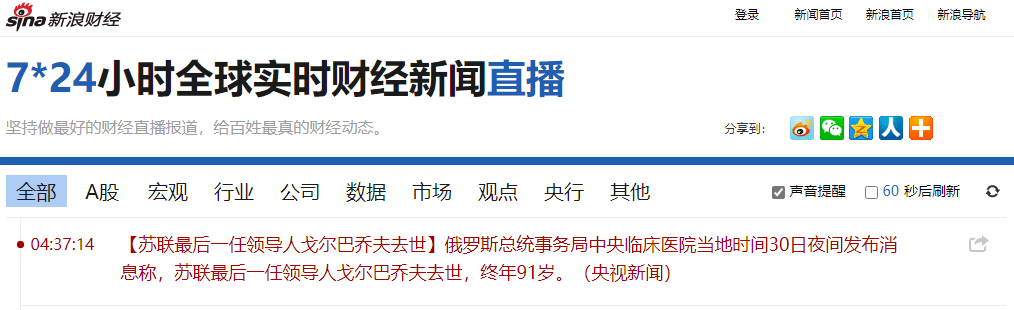 sina 新浪财经
登录 新闻首页 新浪首页 新浪导航
7*24小时全球实时财经新闻直播
坚持做最好的财经直播报道，给百姓最真的财经动态。
分享到：
全部 A股 宏观 行业 公司 数据 市场 观点 央行 其他 声音提醒 60 秒后刷新
04:37:14 【苏联最后一任领导人戈尔巴乔夫去世】俄罗斯总统事务局中央临床医院当地时间30日夜间发布消
息称，苏联最后一任领导人戈尔巴乔夫去世，终年91岁。（央视新闻）